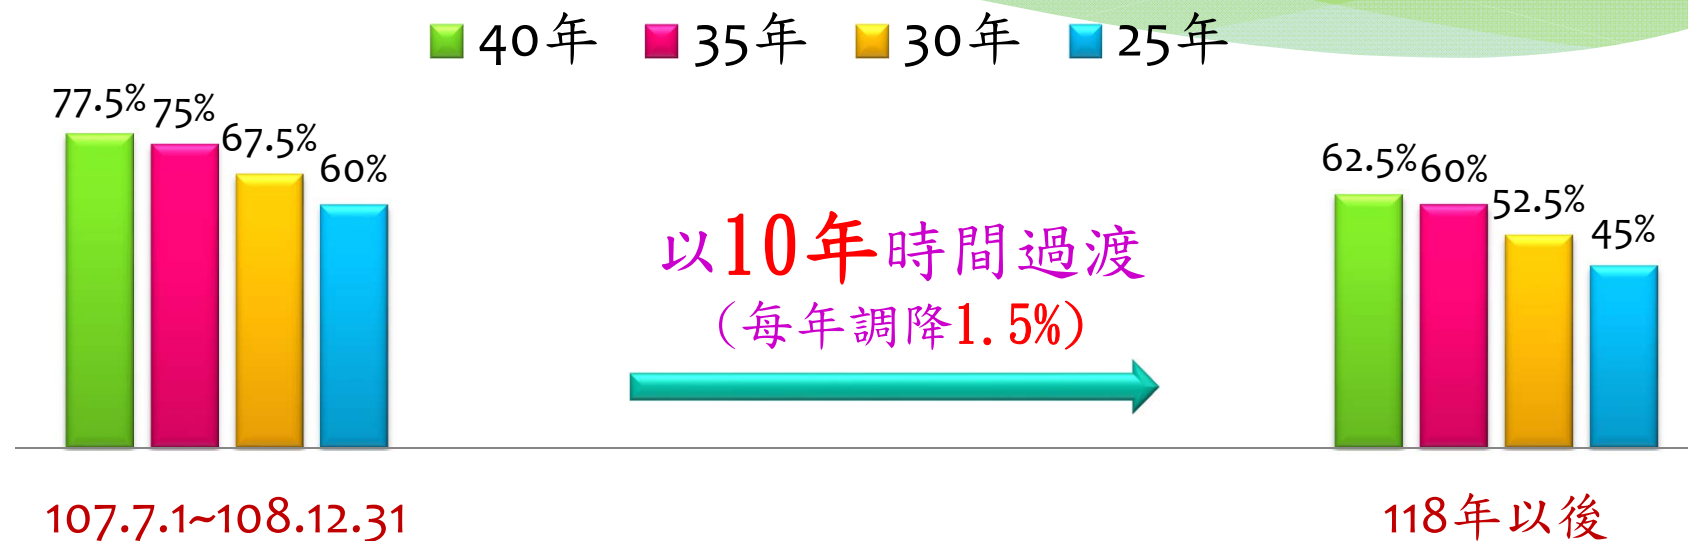 40年 35年 30年 25年
77.5% 75% 67.5% 60%
62.5% 60% 52.5% 45%
以10年時間過渡
(每年調降1.5%)
107.7.1~108.12.31
118年以後